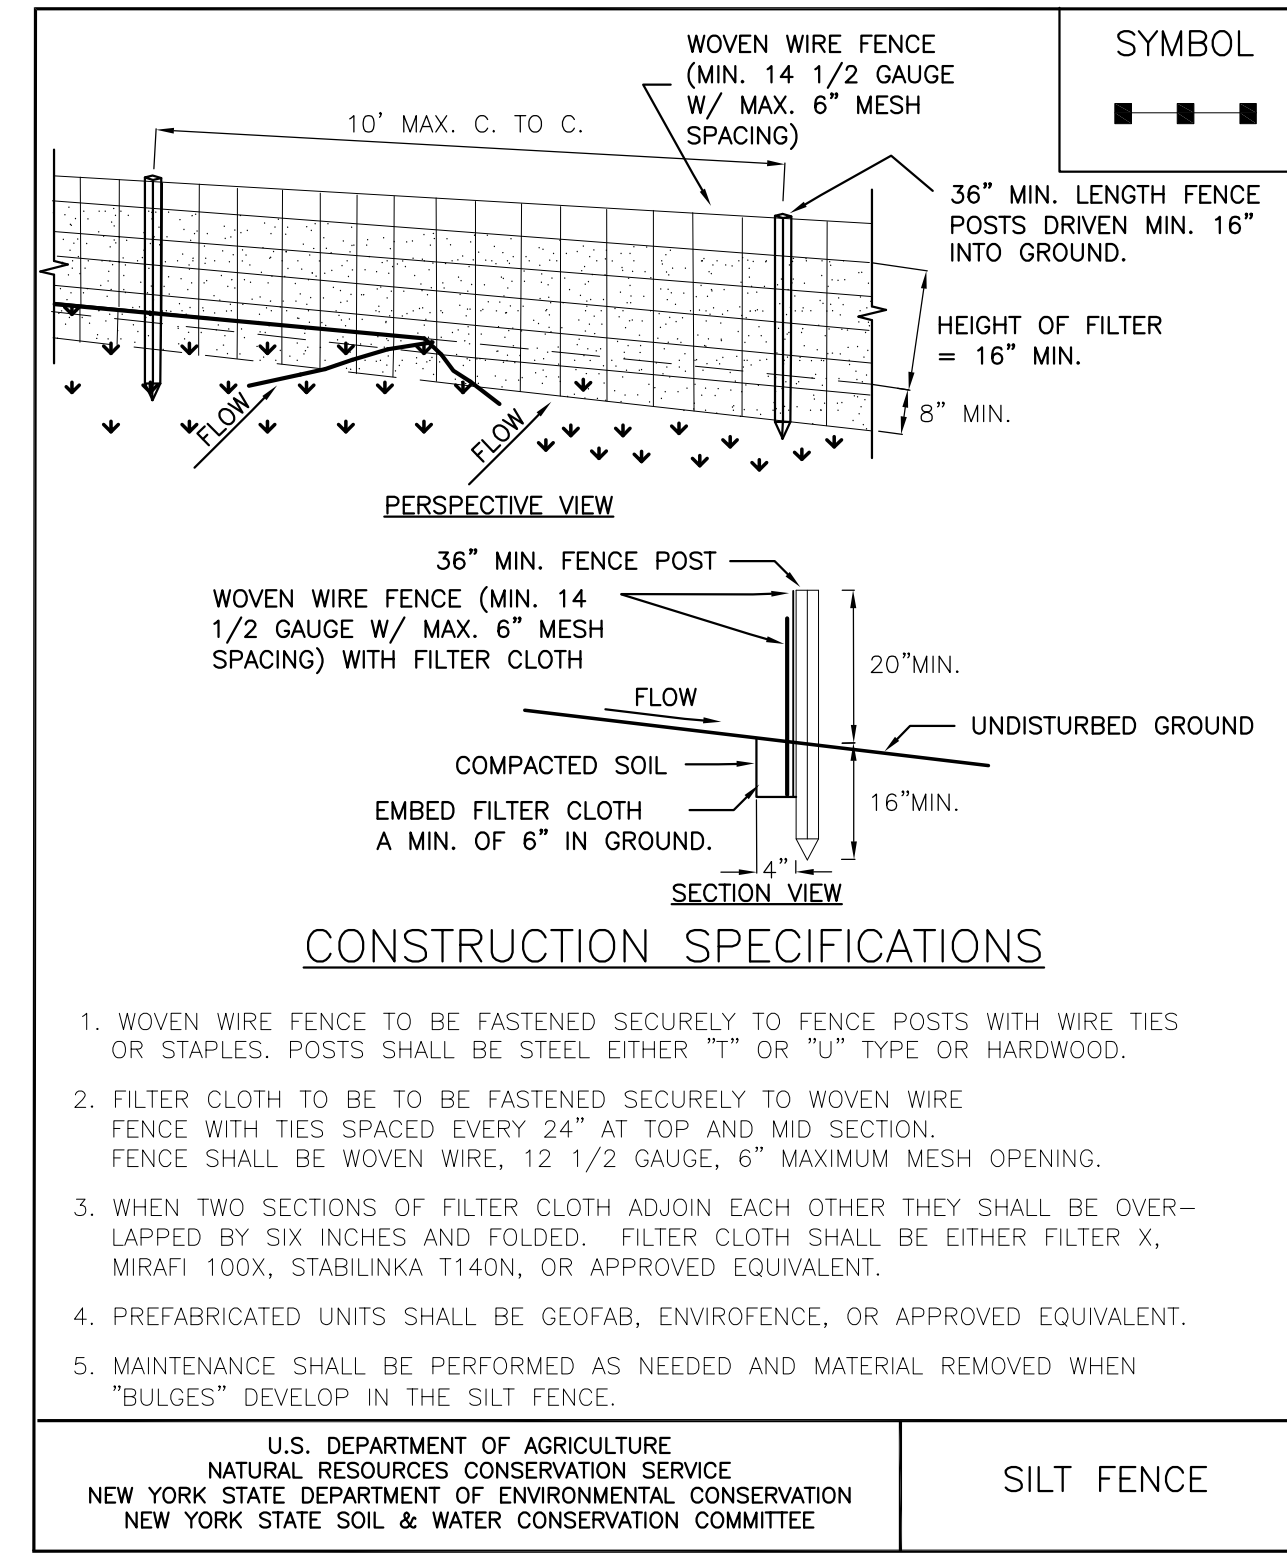 SYMBOL
WOVEN WIRE FENCE
(MIN. 14 1/2 GAUGE
W/ MAX. 6” MESH
SPACING)
10’ MAX. C. TO C.
36” MIN. LENGTH FENCE
POSTS DRIVEN MIN. 16”
INTO GROUND.
HEIGHT OF FILTER
= 16” MIN.
8” MIN.
FLOW
FLOW
PERSPECTIVE VIEW
36” MIN. FENCE POST
WOVEN WIRE FENCE (MIN. 14
1/2 GAUGE W/ MAX. 6” MESH
SPACING) WITH FILTER CLOTH
20”MIN.
FLOW
UNDISTURBED GROUND
COMPACTED SOIL
EMBED FILTER CLOTH
A MIN. OF 6” IN GROUND.
16”MIN.
4”
SECTION VIEW
CONSTRUCTION SPECIFICATIONS
1. WOVEN WIRE FENCE TO BE FASTENED SECURELY TO FENCE POSTS WITH WIRE TIES
OR STAPLES. POSTS SHALL BE STEEL EITHER ”T” OR ”U” TYPE OR HARDWOOD.
2. FILTER CLOTH TO BE TO BE FASTENED SECURELY TO WOVEN WIRE
FENCE WITH TIES SPACED EVERY 24” AT TOP AND MID SECTION.
FENCE SHALL BE WOVEN WIRE, 12 1/2 GAUGE, 6” MAXIMUM MESH OPENING.
3. WHEN TWO SECTIONS OF FILTER CLOTH ADJOIN EACH OTHER THEY SHALL BE OVER-
LAPPED BY SIX INCHES AND FOLDED. FILTER CLOTH SHALL BE EITHER FILTER X,
MIRAFI 100X, STABILINKA T140N, OR APPROVED EQUIVALENT.
4. PREFABRICATED UNITS SHALL BE GEOFAB, ENVIROFENCE, OR APPROVED EQUIVALENT.
5. MAINTENANCE SHALL BE PERFORMED AS NEEDED AND MATERIAL REMOVED WHEN
”BULGES” DEVELOP IN THE SILT FENCE.
U.S. DEPARTMENT OF AGRICULTURE
NATURAL RESOURCES CONSERVATION SERVICE
NEW YORK STATE DEPARTMENT OF ENVIRONMENTAL CONSERVATION
NEW YORK STATE SOIL & WATER CONSERVATION COMMITTEE
SILT FENCE